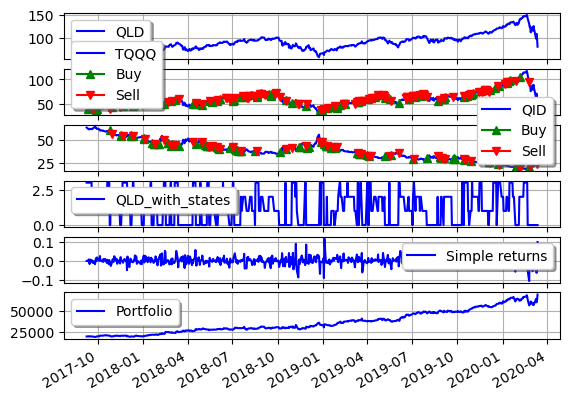 150
100
QLD
100
50
TQQQ
Buy
Sell
50
25
QID
Buy
Sell
2.5
0.0
QLD_with_states
0.1
0.0
−0.1
Simple returns
50000
25000
Portfolio
2017-10
2018-01
2018-04
2018-07
2018-10
2019-01
2019-04
2019-07
2019-10
2020-01
2020-04